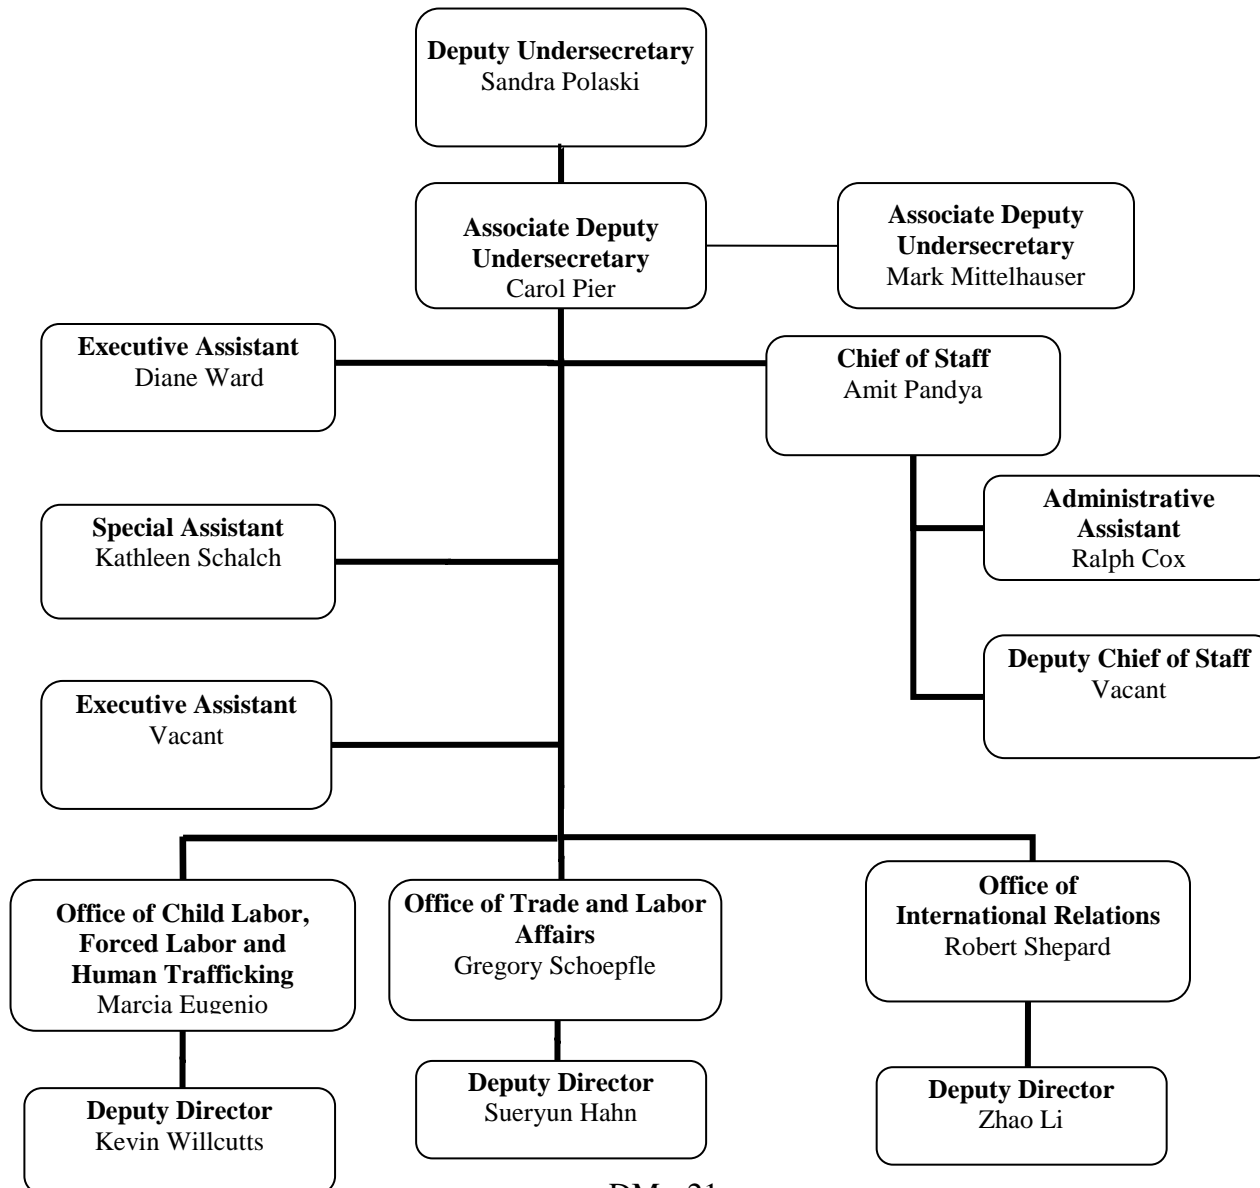 Deputy Undersecretary
Sandra Polaski
Associate Deputy
Undersecretary
Carol Pier
Associate Deputy
Undersecretary
Mark Mittelhauser
Executive Assistant
Diane Ward
Chief of Staff
Amit Pandya
Administrative
Assistant
Ralph Cox
Special Assistant
Kathleen Schalch
Deputy Chief of Staff
Vacant
Executive Assistant
Vacant
Office of Child Labor,
Forced Labor and
Human Trafficking
Marcia Eugenio
Office of Trade and Labor
Affairs
Gregory Schoepfle
Office of
International Relations
Robert Shepard
Deputy Director
Kevin Willcutts
Deputy Director
Sueryun Hahn
Deputy Director
Zhao Li